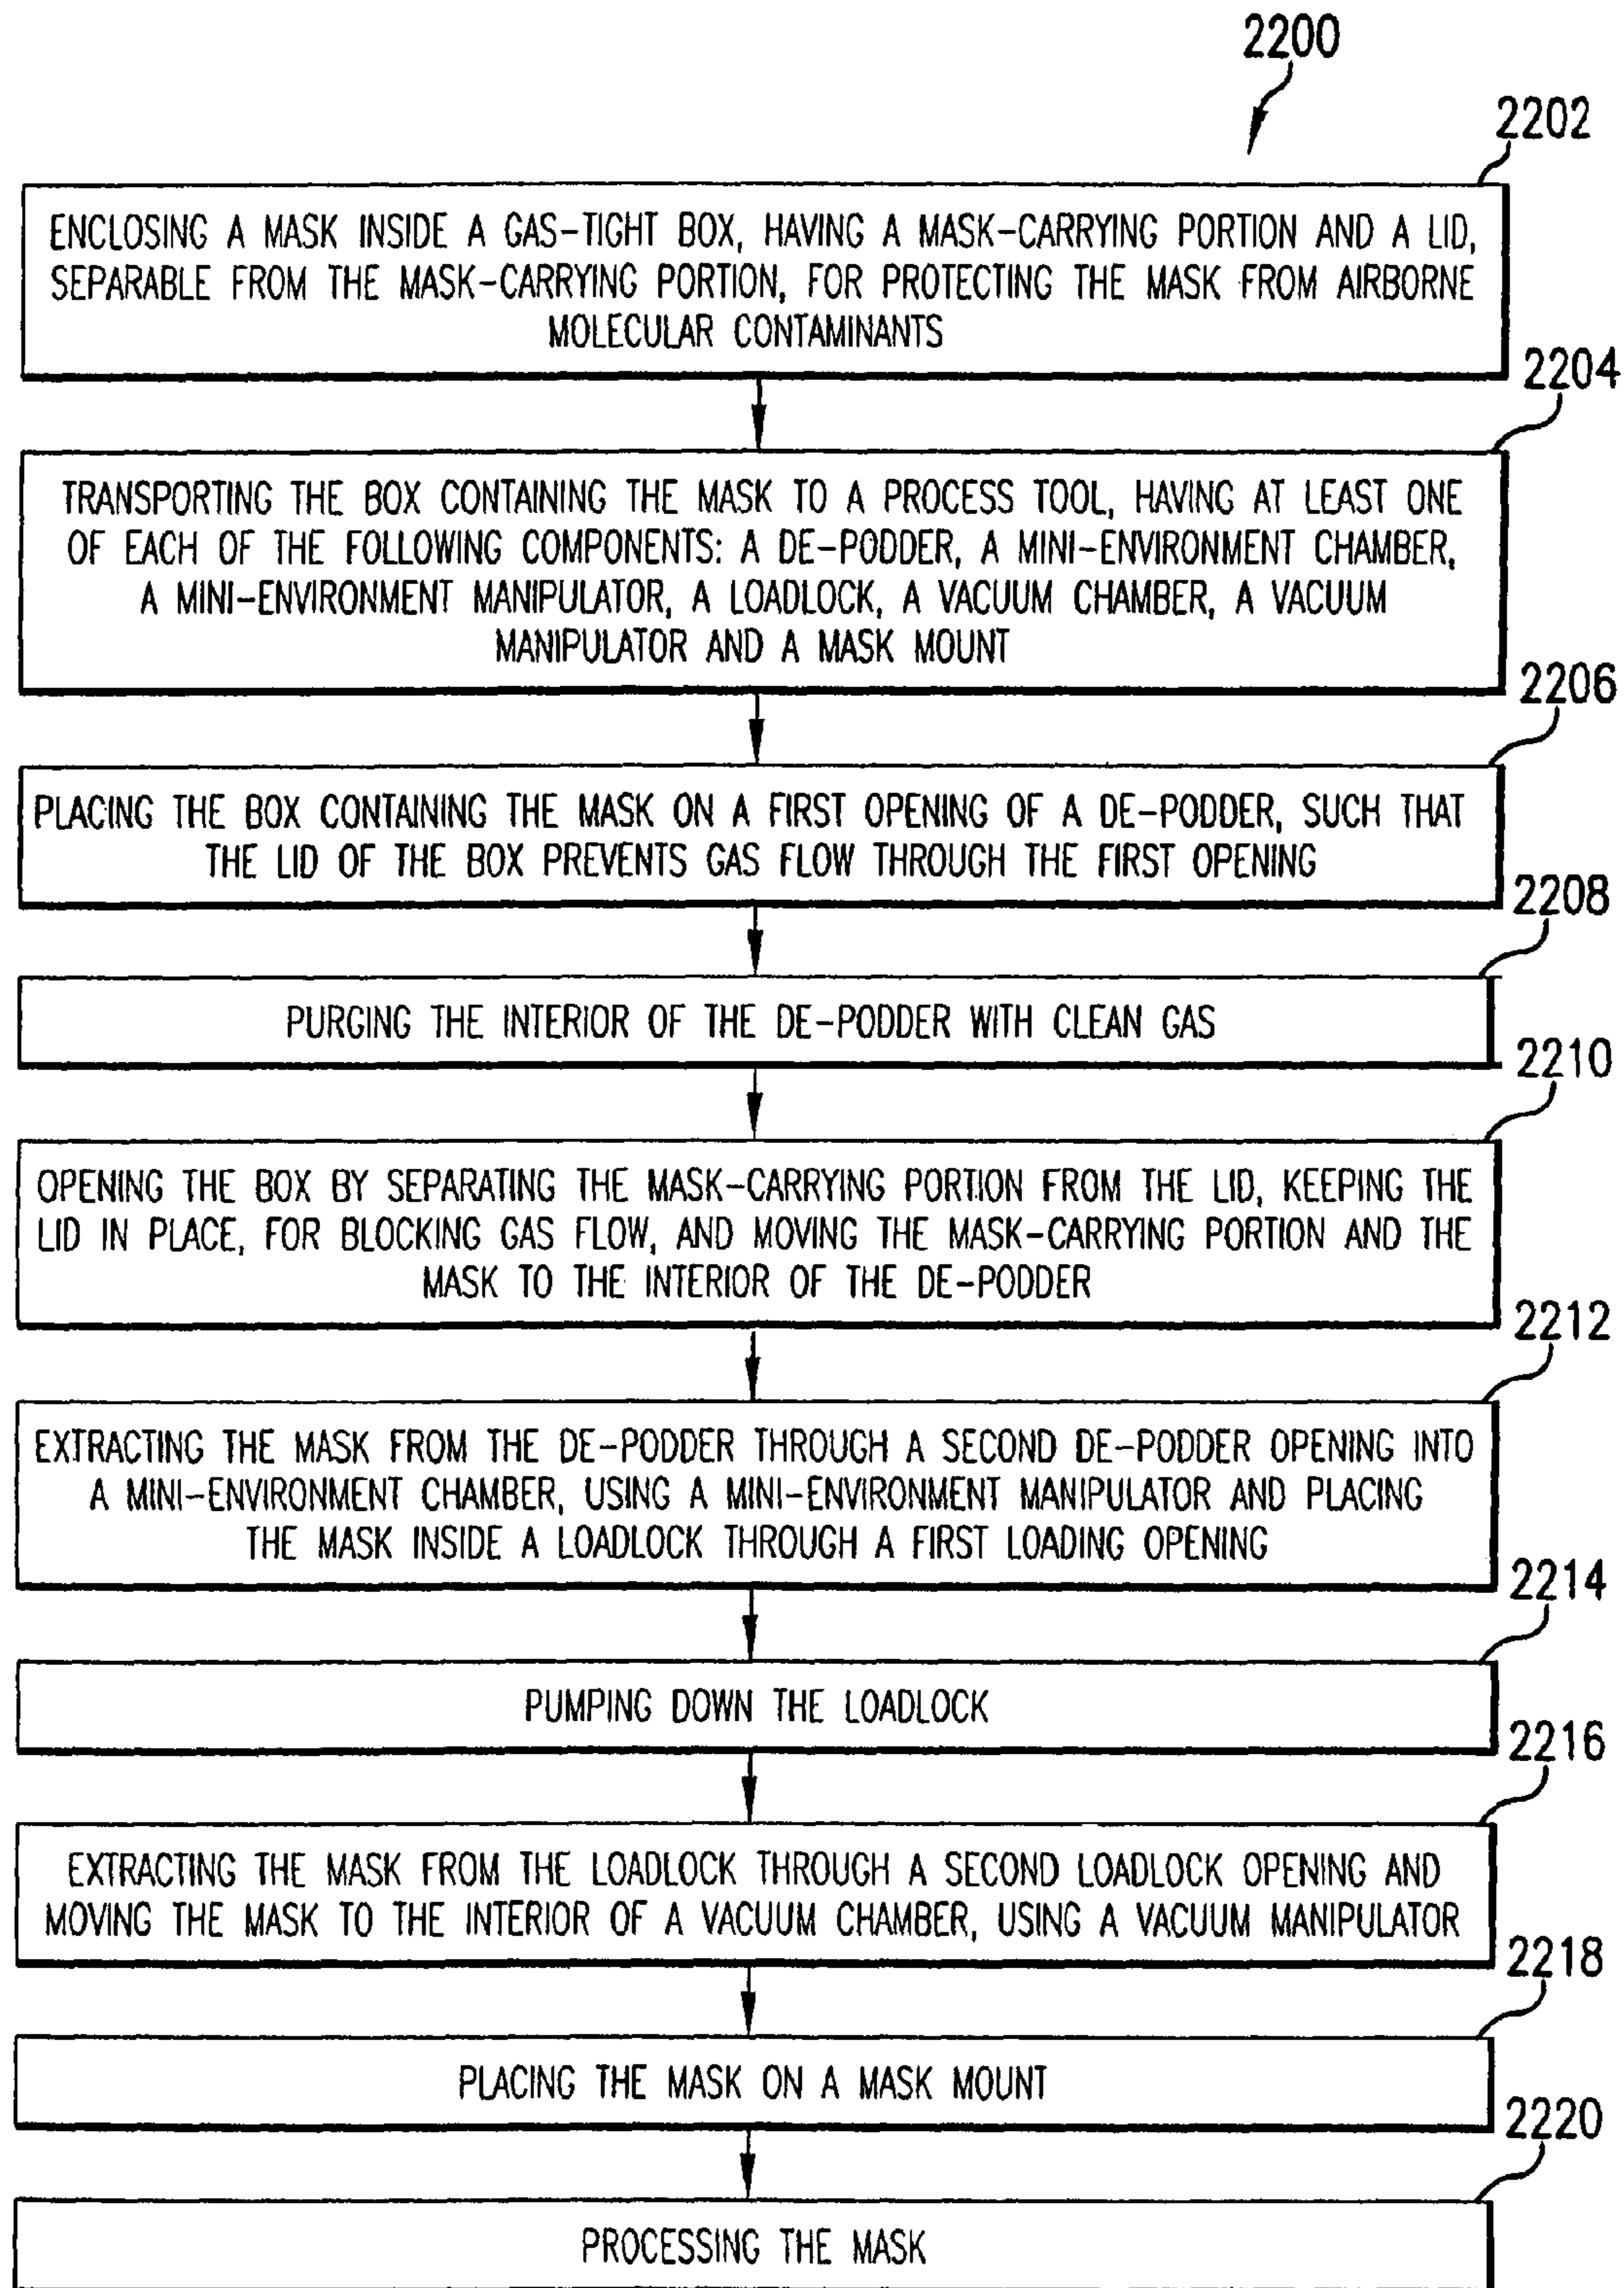 2200
2202
ENCLOSING A MASK INSIDE A GAS-TIGHT BOX, HAVING A MASK-CARRYING PORTION AND A LID,
SEPARABLE FROM THE MASK-CARRYING PORTION, FOR PROTECTING THE MASK FROM AIRBORNE
MOLECULAR CONTAMINANTS
2204
TRANSPORTING THE BOX CONTAINING THE MASK TO A PROCESS TOOL, HAVING AT LEAST ONE
OF EACH OF THE FOLLOWING COMPONENTS: A DE-PODDER, A MINI-ENVIRONMENT CHAMBER,
A MINI-ENVIRONMENT MANIPULATOR, A LOADLOCK, A VACUUM CHAMBER, A VACUUM
MANIPULATOR AND A MASK MOUNT
2206
PLACING THE BOX CONTAINING THE MASK ON A FIRST OPENING OF A DE-PODDER, SUCH THAT
THE LID OF THE BOX PREVENTS GAS FLOW THROUGH THE FIRST OPENING
2208
PURGING THE INTERIOR OF THE DE-PODDER WITH CLEAN GAS
2210
OPENING THE BOX BY SEPARATING THE MASK-CARRYING PORTION FROM THE LID, KEEPING THE
LID IN PLACE, FOR BLOCKING GAS FLOW, AND MOVING THE MASK-CARRYING PORTION AND THE
MASK TO THE INTERIOR OF THE DE-PODDER
2212
EXTRACTING THE MASK FROM THE DE-PODDER THROUGH A SECOND DE-PODDER OPENING INTO
A MINI-ENVIRONMENT CHAMBER, USING A MINI-ENVIRONMENT MANIPULATOR AND PLACING
THE MASK INSIDE A LOADLOCK THROUGH A FIRST LOADING OPENING
2214
PUMPING DOWN THE LOADLOCK
2216
EXTRACTING THE MASK FROM THE LOADLOCK THROUGH A SECOND LOADLOCK OPENING AND
MOVING THE MASK TO THE INTERIOR OF A VACUUM CHAMBER, USING A VACUUM MANIPULATOR
2218
PLACING THE MASK ON A MASK MOUNT
2220
PROCESSING THE MASK